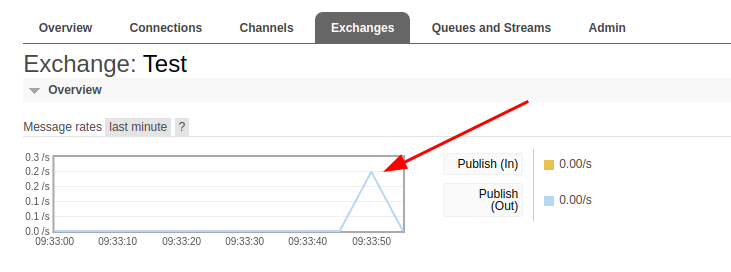 Overview Connections Channels Exchanges Queues and Streams Admin
Exchange: Test
Overview
Message rates last minute ?
0.3 /s
0.2 /s
0.2 /s
0.1 /s
0.1 /s
0.0 /s
09:33:00 09:33:10 09:33:20 09:33:30 09:33:40 09:33:50
Publish (In) 0.00/s
Publish
(Out) 0.00/s